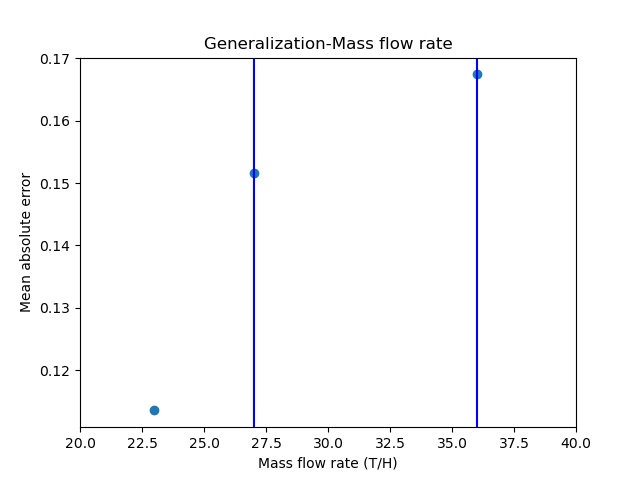 Generalization-Mass flow rate
0.17
0.16
0.15
0.14
0.13
0.12
Mean absolute error
20.0 22.5 25.0 27.5 30.0 32.5 35.0 37.5 40.0
Mass flow rate (T/H)